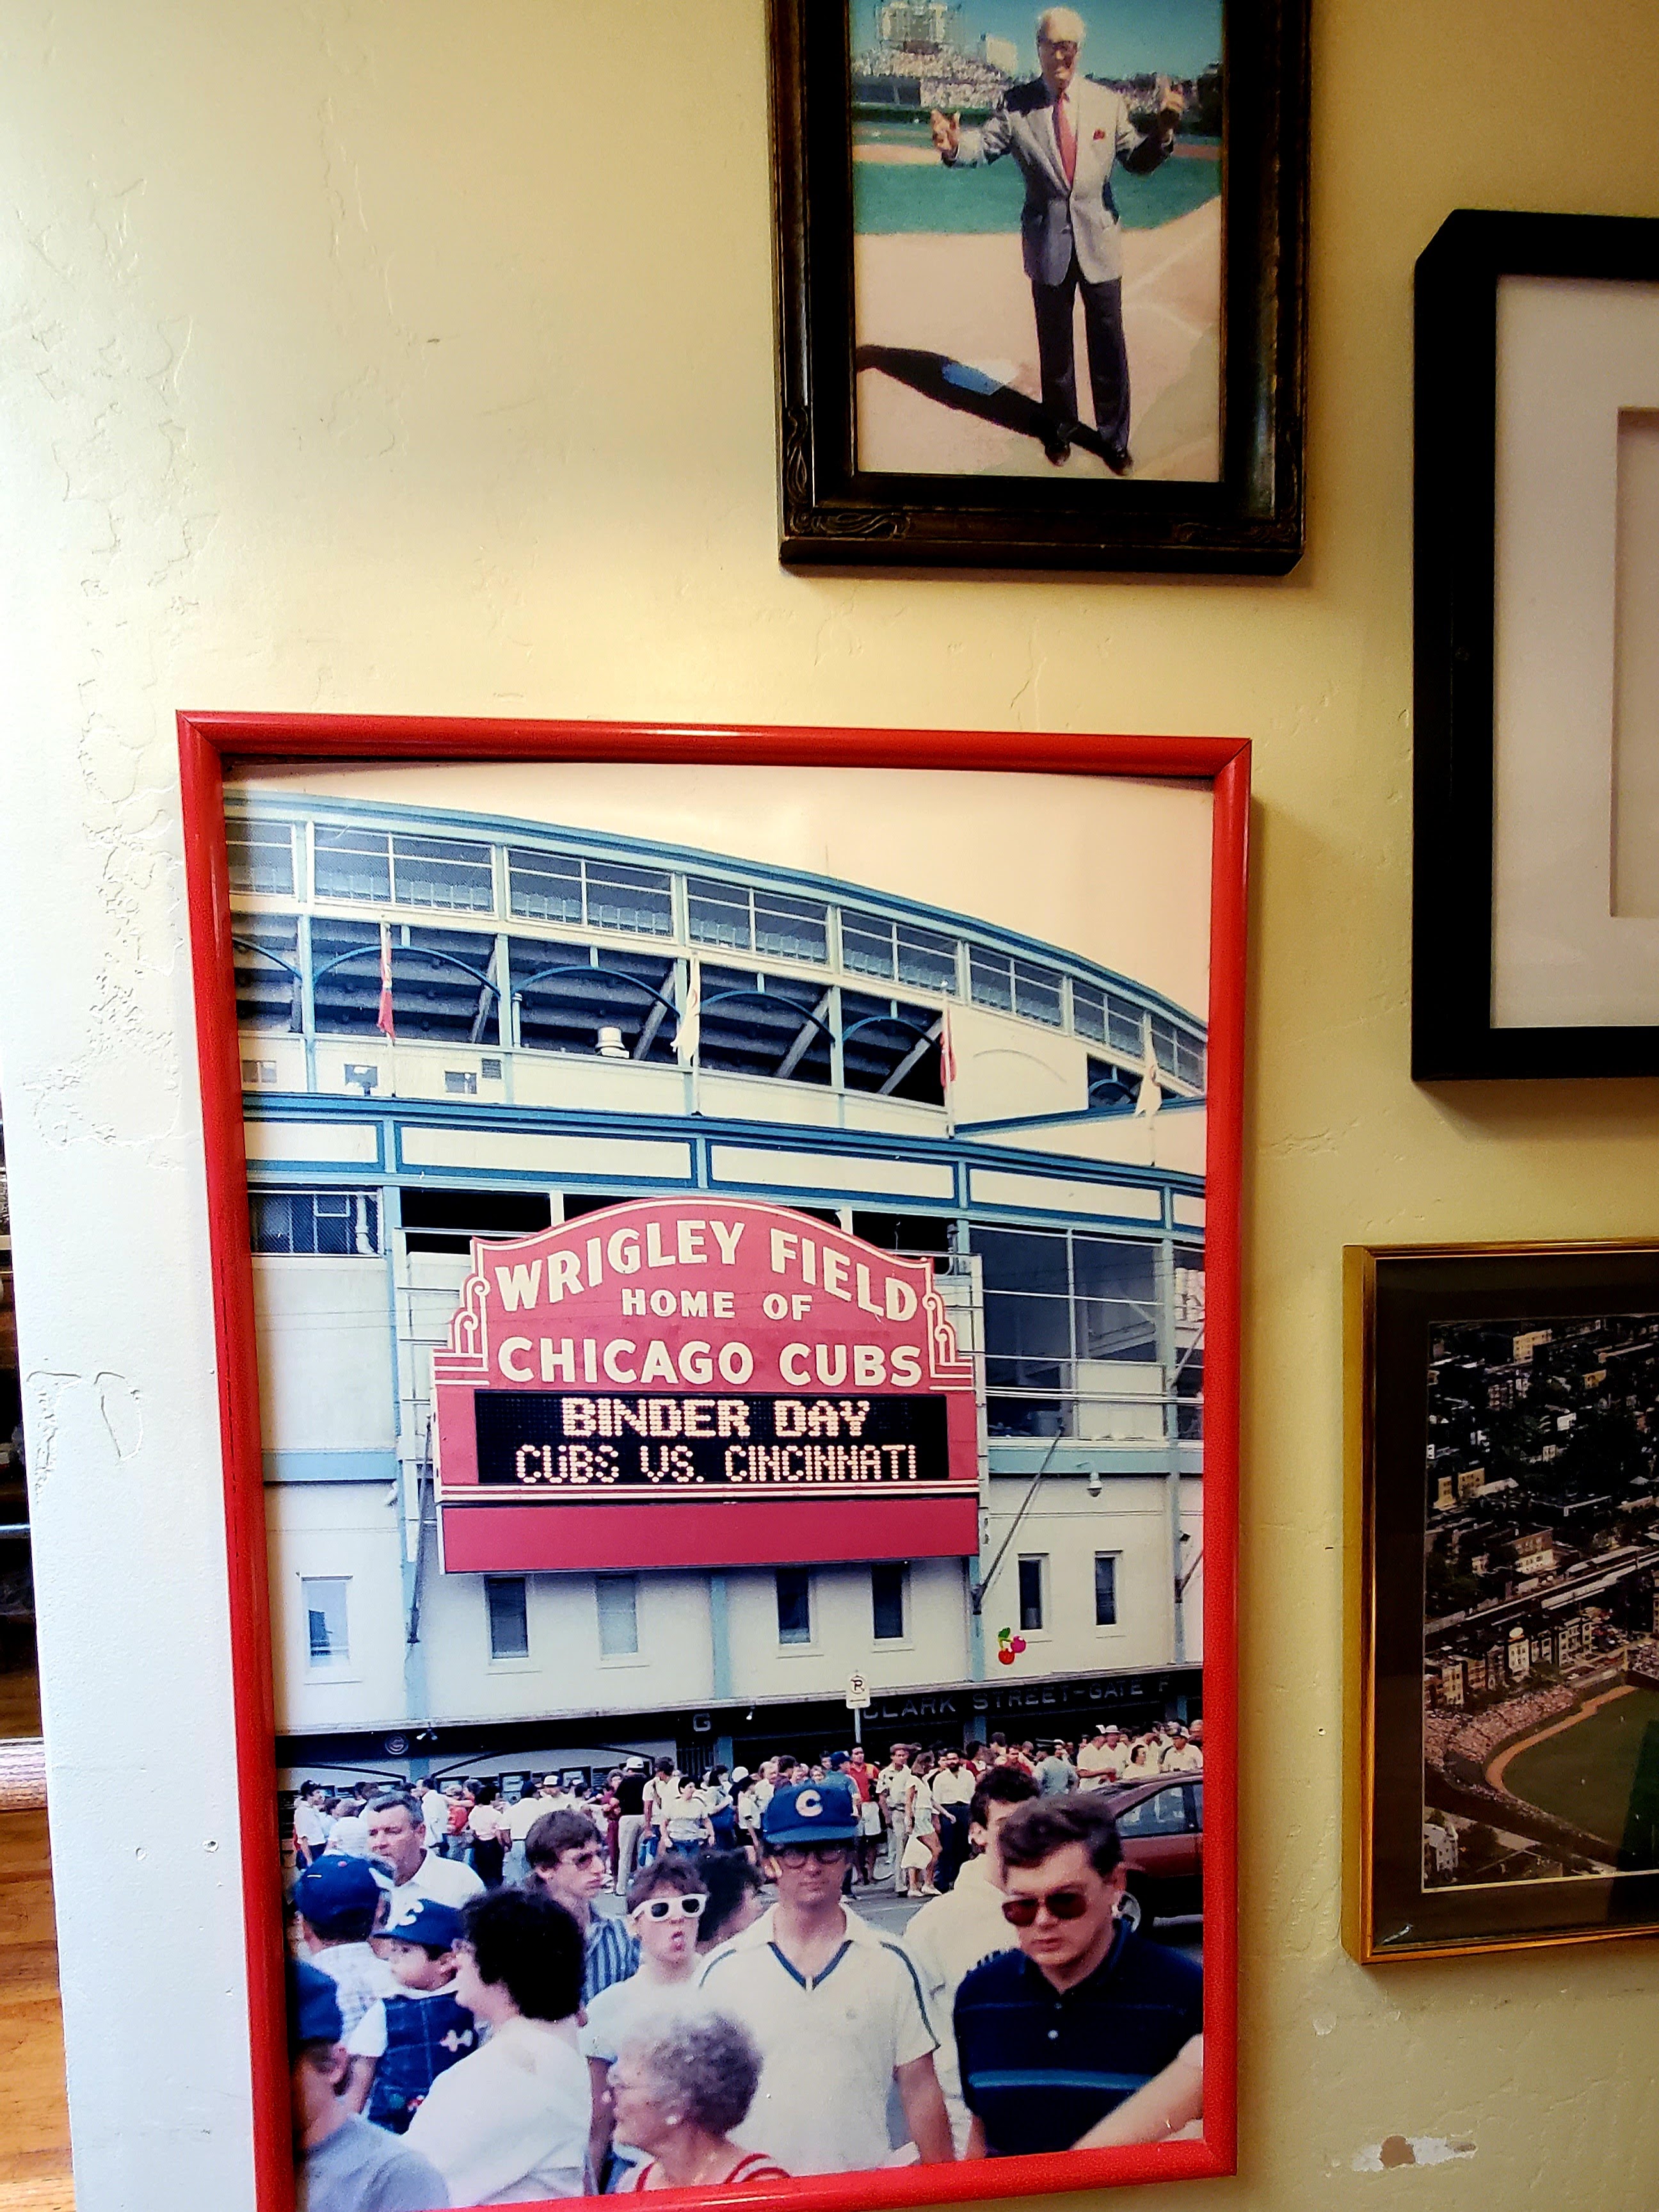 WRIGLEY FIELD
HOME OF
CHICAGO CUBS
BINDER DAY
CUBS VS. CINCINNATI
P
G
CLARK STREET-GATE F
C
C